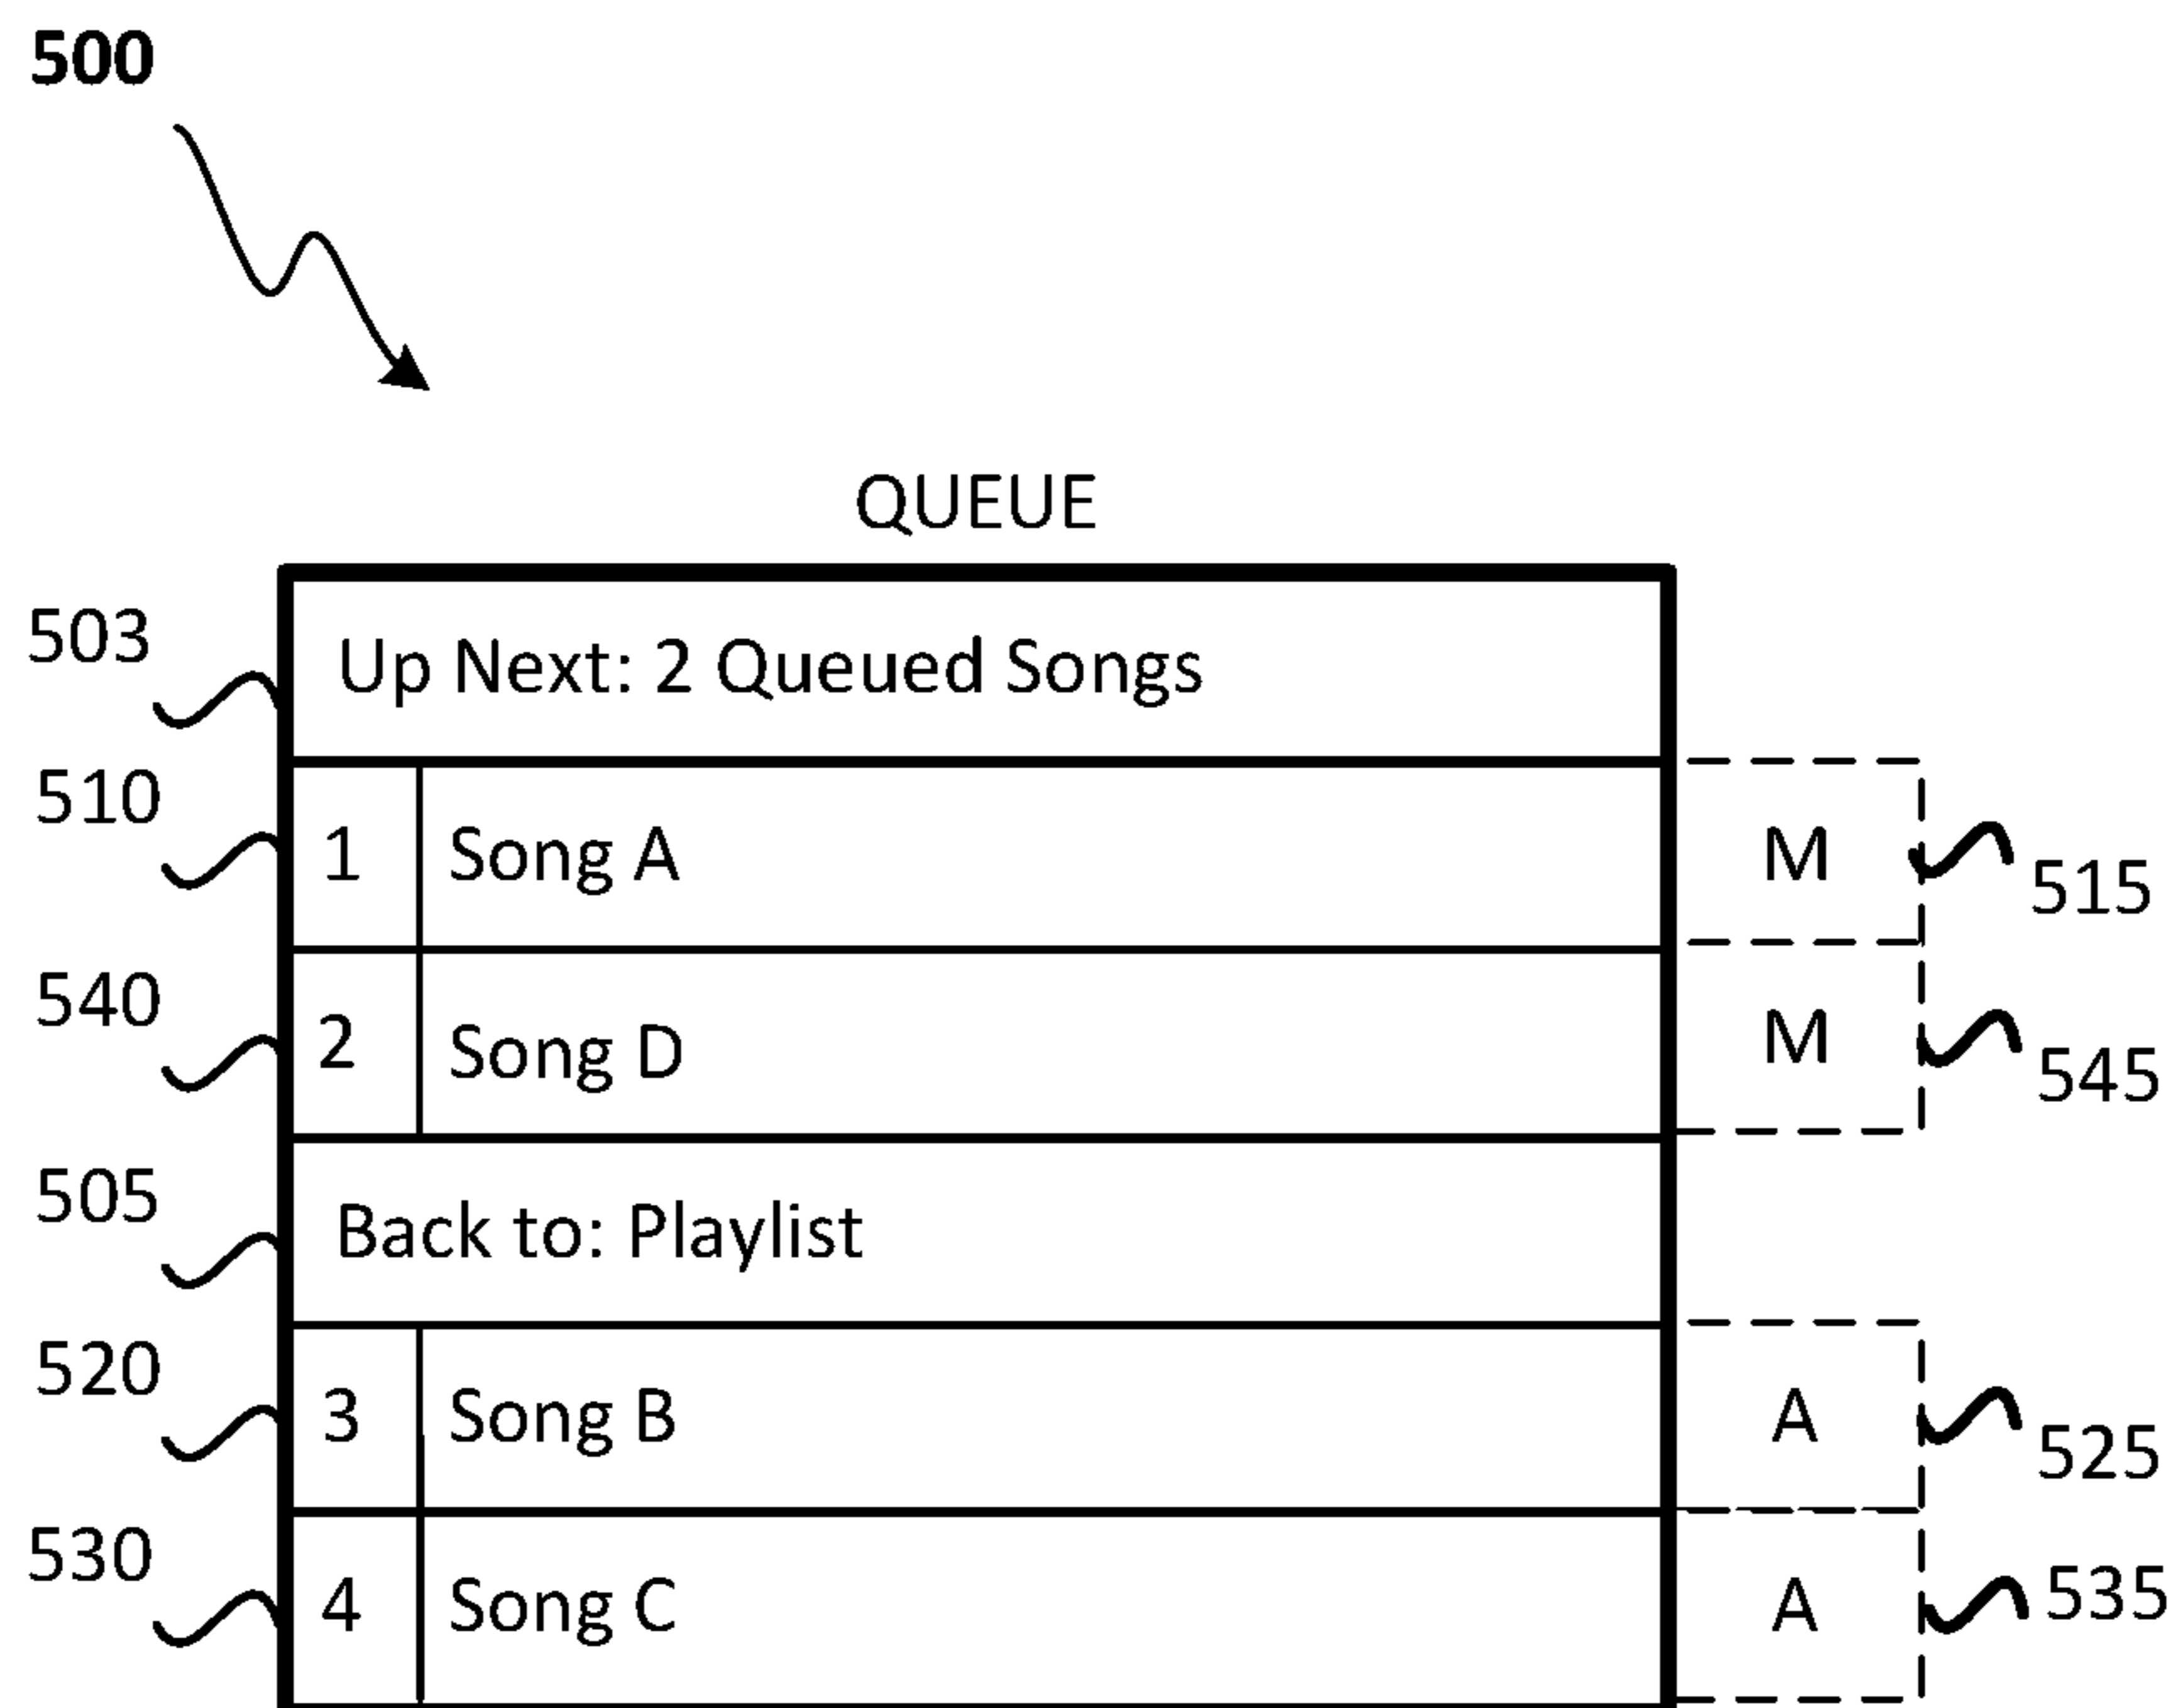 500
QUEUE
503
Up Next: 2 Queued Songs
510
1 Song A M
515
540
2 Song D M
545
505
Back to: Playlist
520
3 Song B A
525
530
4 Song C A
535